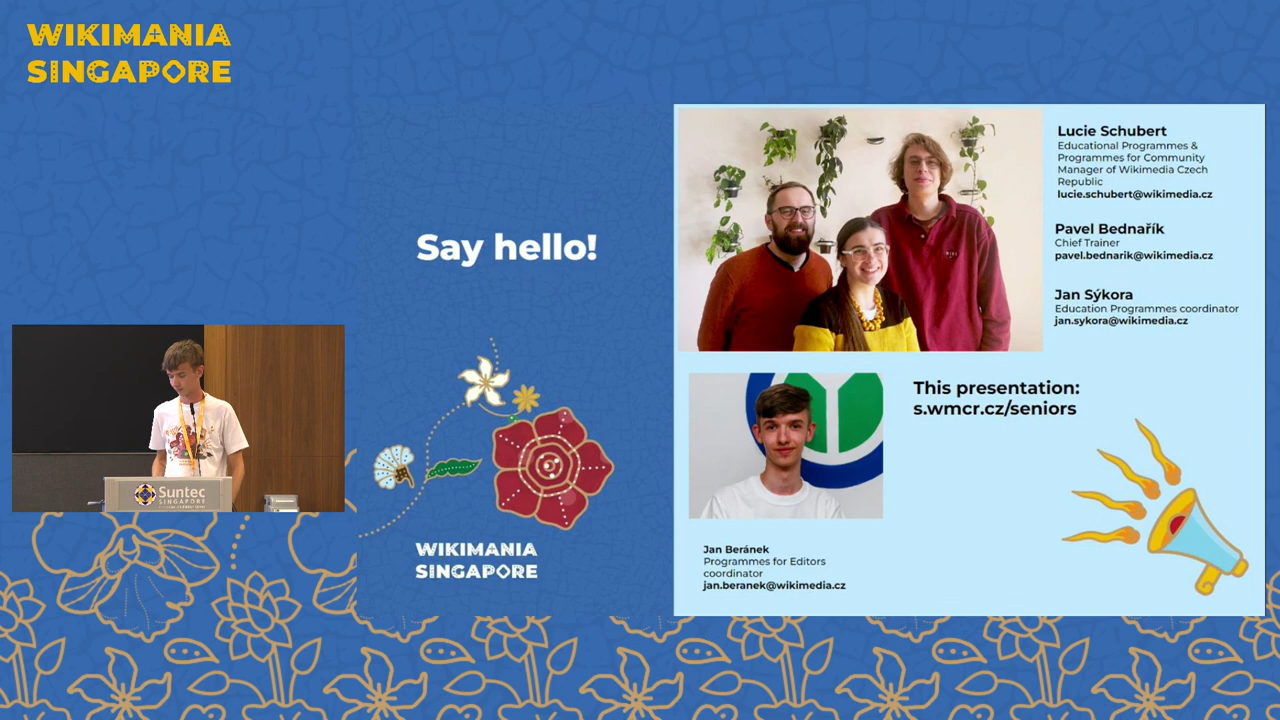 WIKIMANIA
SINGAPORE
Say hello!
WIKIMANIA
SINGAPORE
Suntec
SINGAPORE
Lucie Schubert
Educational Programmes &
Programmes for Community
Manager of Wikimedia Czech
Republic
lucie.schubert@wikimedia.cz
Pavel Bednařík
Chief Trainer
pavel.bednarik@wikimedia.cz
Jan Sýkora
Education Programmes coordinator
jan.sykora@wikimedia.cz
This presentation:
s.wmcr.cz/seniors
Jan Beránek
Programmes for Editors
coordinator
jan.beranek@wikimedia.cz